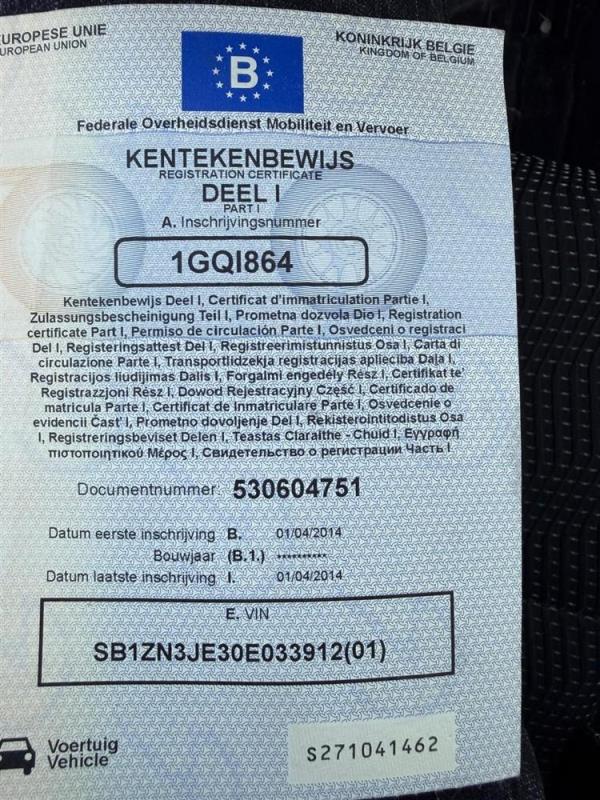 EUROPESE UNIE
EUROPEAN UNION
KONINKRIJK BELGIE
KINGDOM OF BELGIUM
B
Federale Overheidsdienst Mobiliteit en Vervoer
KENTEKENBEWIJS
REGISTRATION CERTIFICATE
DEEL I
PART I
A. Inschrijvingsnummer
1GQI864
Kentekenbewijs Deel I, Certificat d'immatriculation Partie I,
Zulassungsbescheinigung Teil I, Prometna dozvola Dio I, Registration
certificate Part I, Permiso de circulación Parte I, Osvedceni o registraci
Del I, Registeringsattest Del I, Registreerimistunnistus Osa I, Carta di
circulazione Parte I, Transportlidzekja registracijas aplieciba Daļa I,
Registracijos liudijimas Dalis I, Forgalmi engedély Rész I, Certifikat te'
Registrazzjoni Rész I, Dowod Rejestracyjny Część I, Certificado de
matricula Parte I, Certificat de Inmatriculare Parte I, Osvedcenie o
evidencii Čast' I, Prometno dovoljenje Del I, Rekisterointitodistus Osa
I, Registreringsbeviset Delen I, Teastas Claraithe - Chuid I, Εγγραφή
πιστοποιητικού Μέρος I, Свидетельство о регистрации Часть I
Documentnummer: 530604751
Datum eerste inschrijving B. 01/04/2014
Bouwjaar (B.1.) **********
Datum laatste inschrijving I. 01/04/2014
E. VIN
SB1ZN3JE30E033912(01)
Voertuig
Vehicle
S271041462